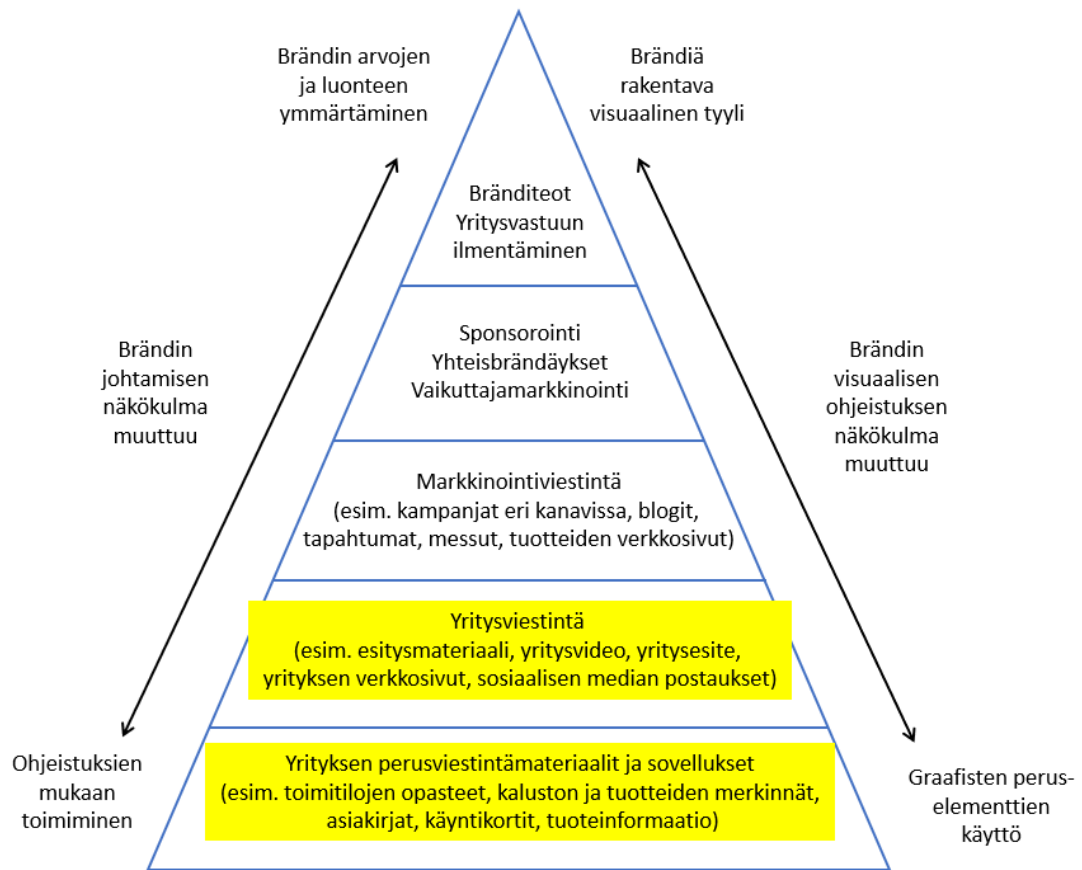 Brändin arvojen
ja luonteen
ymmärtäminen
Brändiä
rakentava
visuaalinen tyyli
Bränditeot
Yritysvastuun
ilmentäminen
Sponsorointi
Yhteisbrändäykset
Vaikuttajamarkkinointi
Brändin
johtamisen
näkökulma
muuttuu
Brändin
visuaalisen
ohjeistuksen
näkökulma
muuttuu
Markkinointiviestintä
(esim. kampanjat eri kanavissa, blogit,
tapahtumat, messut, tuotteiden verkkosivut)
Yritysviestintä
(esim. esitysmateriaali, yritysvideo, yritysesite,
yrityksen verkkosivut, sosiaalisen median postaukset)
Ohjeistuksien
mukaan
toimiminen
Yrityksen perusviestintämateriaalit ja sovellukset
(esim. toimitilojen opasteet, kaluston ja tuotteiden merkinnät,
asiakirjat, käyntikortit, tuoteinformaatio)
Graafisten perus-
elementtien
käyttö